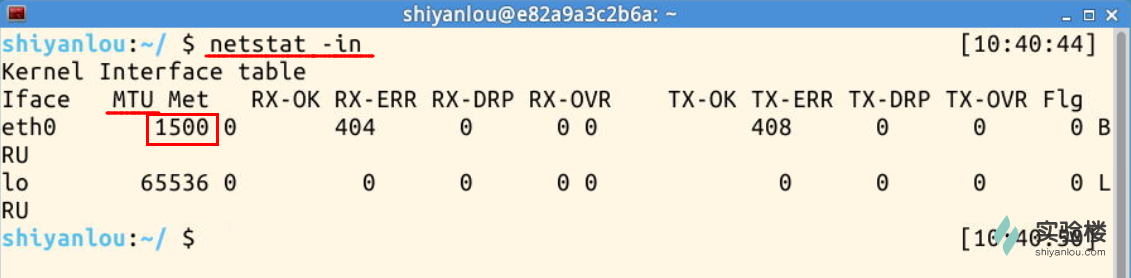 shiyanlou@e82a9a3c2b6a: ~
shiyanlou:~/ $ netstat -in [10:40:44]
Kernel Interface table
Iface MTU Met RX-OK RX-ERR RX-DRP RX-OVR TX-OK TX-ERR TX-DRP TX-OVR Flg
eth0 1500 0 404 0 0 0 408 0 0 0 B
RU
lo 65536 0 0 0 0 0 0 0 0 0 L
RU
shiyanlou:~/ $ [10:40:50]
实验楼
shiyanlou.com